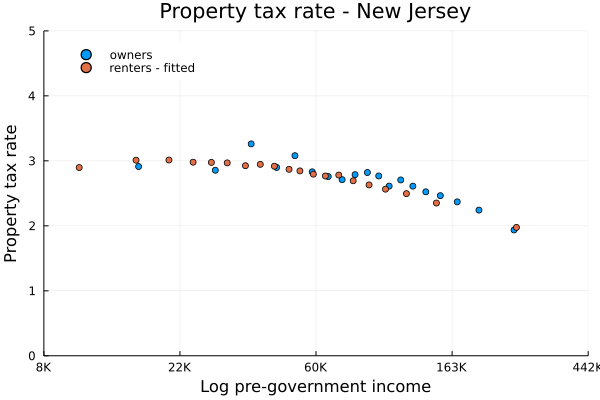 Property tax rate - New Jersey
owners
renters - fitted
Property tax rate
5
4
3
2
1
0
8K 22K 60K 163K 442K
Log pre-government income